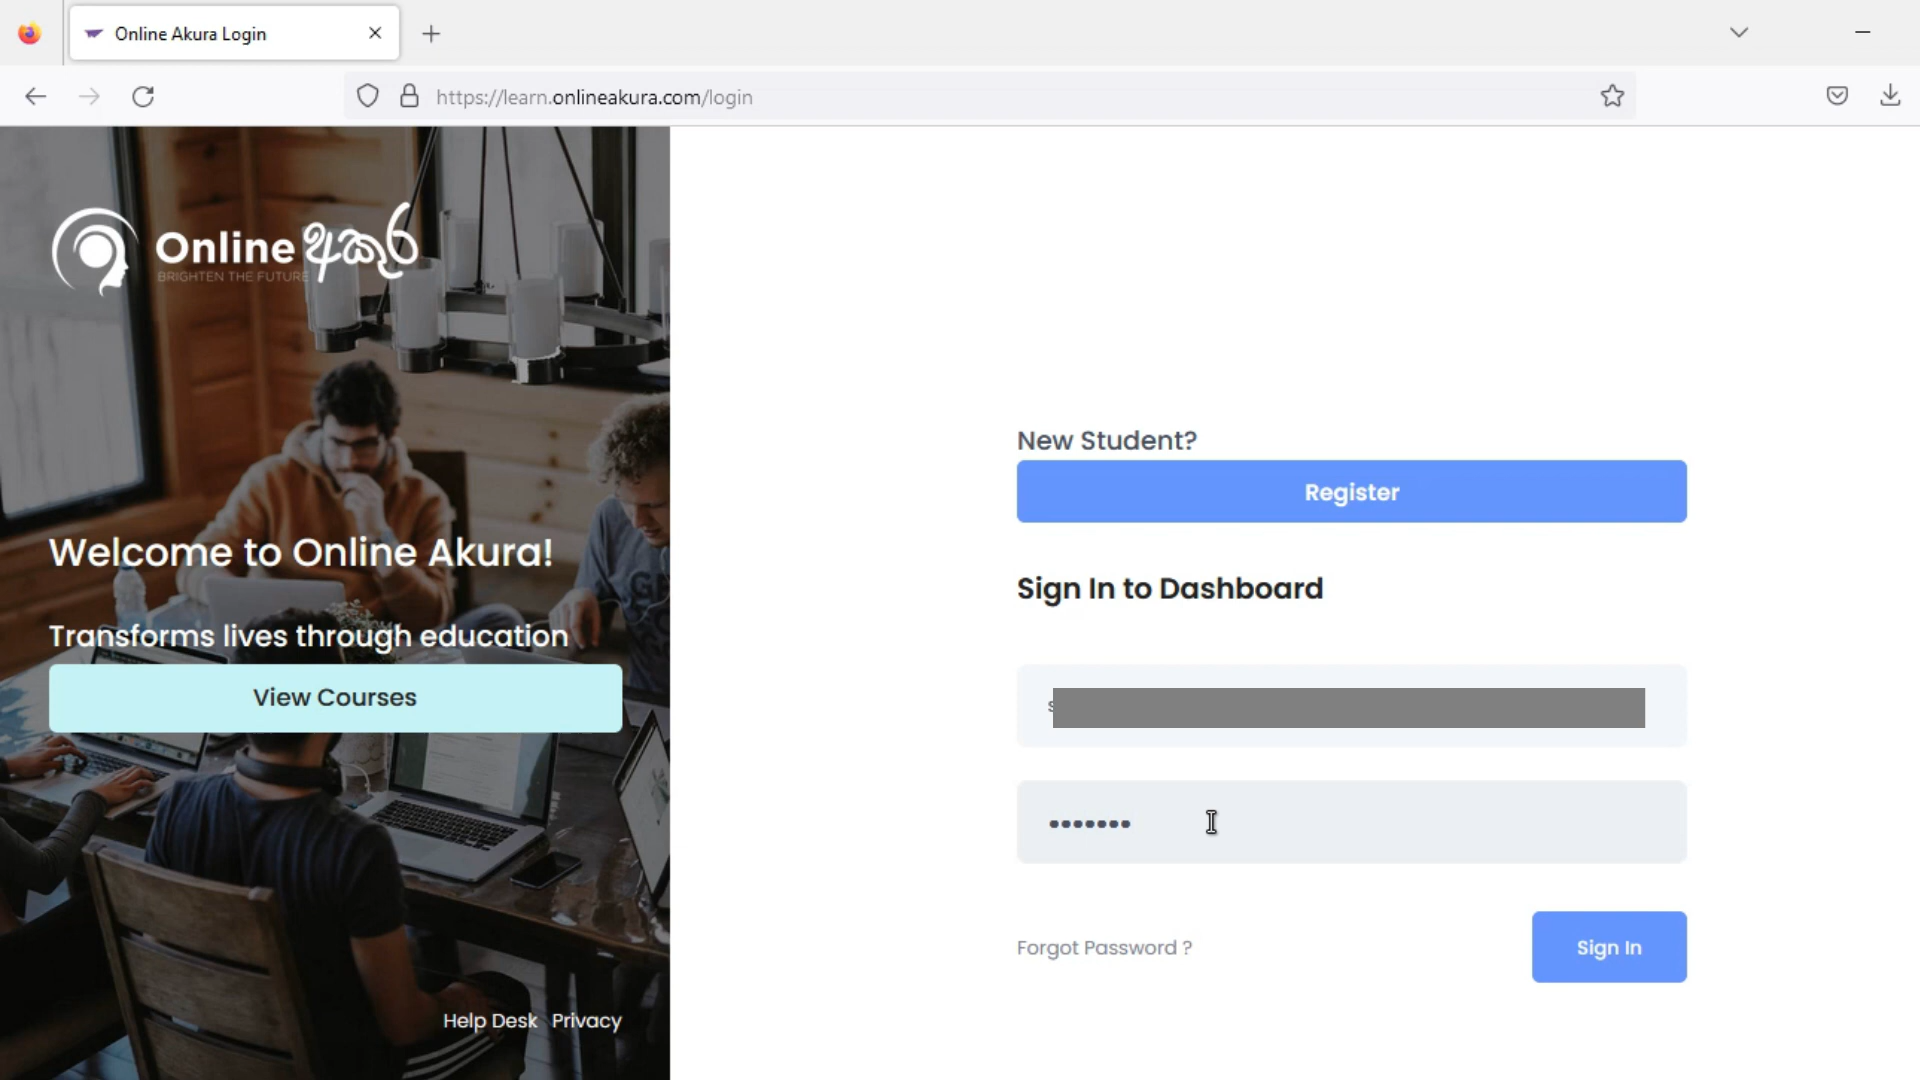 Online Akura Login
https://learn.onlineakura.com/login
Online අකුර
BRIGHTEN THE FUTURE
Welcome to Online Akura!
Transforms lives through education
View Courses
Help Desk Privacy
New Student?
Register
Sign In to Dashboard
•••••••
Forgot Password ?
Sign In